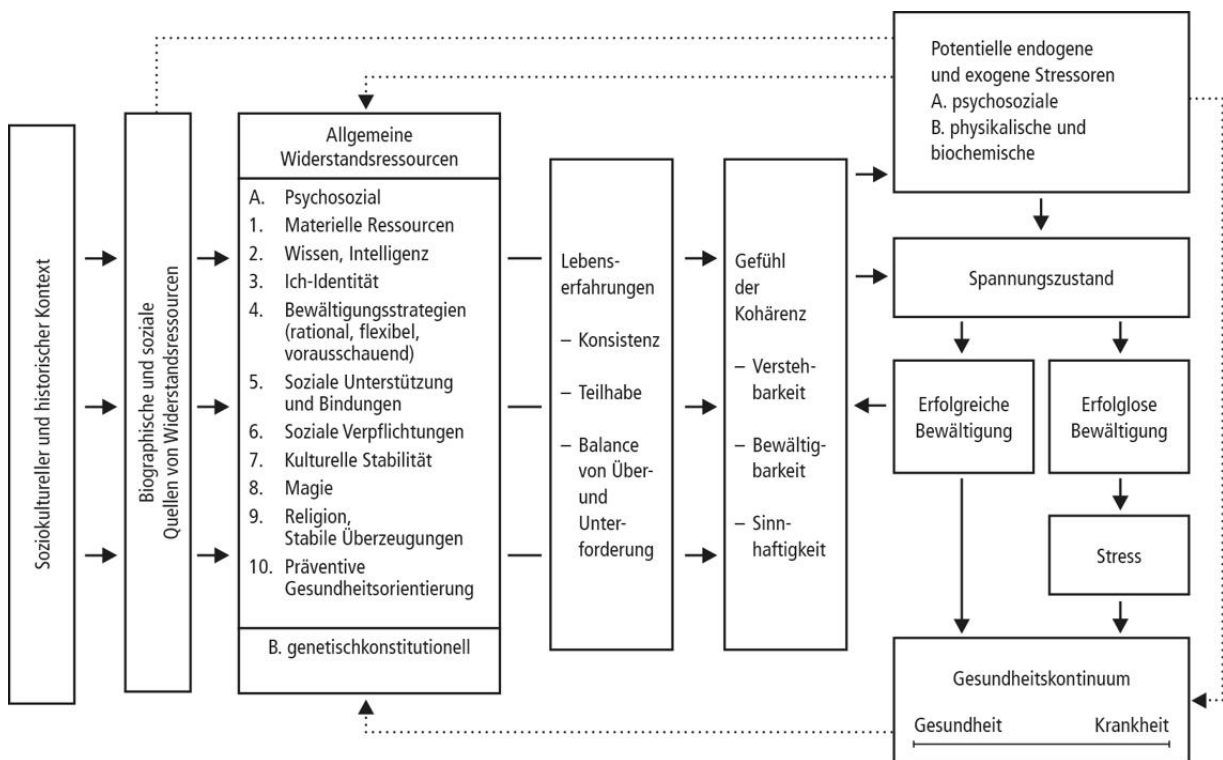 Soziokultureller und historischer Kontext
Biographische und soziale
Quellen von Widerstandsressourcen
Allgemeine
Widerstandsressourcen
A. Psychosozial
1. Materielle Ressourcen
2. Wissen, Intelligenz
3. Ich-Identität
4. Bewältigungsstrategien
(rational, flexibel,
vorausschauend)
5. Soziale Unterstützung
und Bindungen
6. Soziale Verpflichtungen
7. Kulturelle Stabilität
8. Magie
9. Religion,
Stabile Überzeugungen
10. Präventive
Gesundheitsorientierung
B. genetischkonstitutionell
Lebens-
erfahrungen
– Konsistenz
– Teilhabe
– Balance
von Über-
und
Unter-
forderung
Gefühl
der
Kohärenz
– Versteh-
barkeit
– Bewältig-
barkeit
– Sinn-
haftigkeit
Potentielle endogene
und exogene Stressoren
A. psychosoziale
B. physikalische und
biochemische
Spannungszustand
Erfolgreiche
Bewältigung
Erfolglose
Bewältigung
Stress
Gesundheitskontinuum
Gesundheit Krankheit